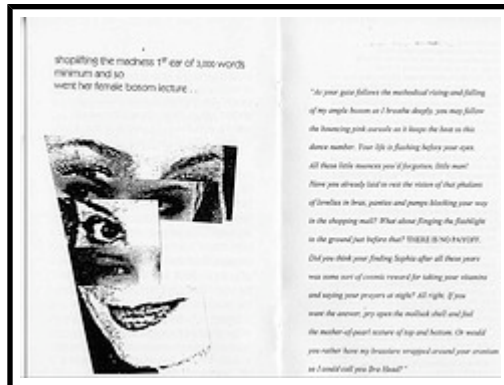 shoplifting the madness 1st ear of 3,000 words
minimum and so
went her female bosom lecture . .
"As your gaze follows the methodical rising and falling
of my ample bosom as I breathe deeply, you may follow
the bouncing pink areola as it keeps the beat to this
dance number. Your life is flashing before your eyes.
All those little nuances you'd forgotten, little man!
Have you already laid to rest the vision of that phalanx
of lovelies in bras, panties and pumps blocking your way
in the shopping mall? What about flinging the flashlight
to the ground just before that? THERE IS NO PAYOFF.
Did you think your finding Sophia after all these years
was some sort of cosmic reward for taking your vitamins
and saying your prayers at night? All right. If you
want the answer, pry open the mollusk shell and feel
the mother-of-pearl texture of top and bottom. Or would
you rather have my brassiere wrapped around your cranium
so I could call you Bra Head?"